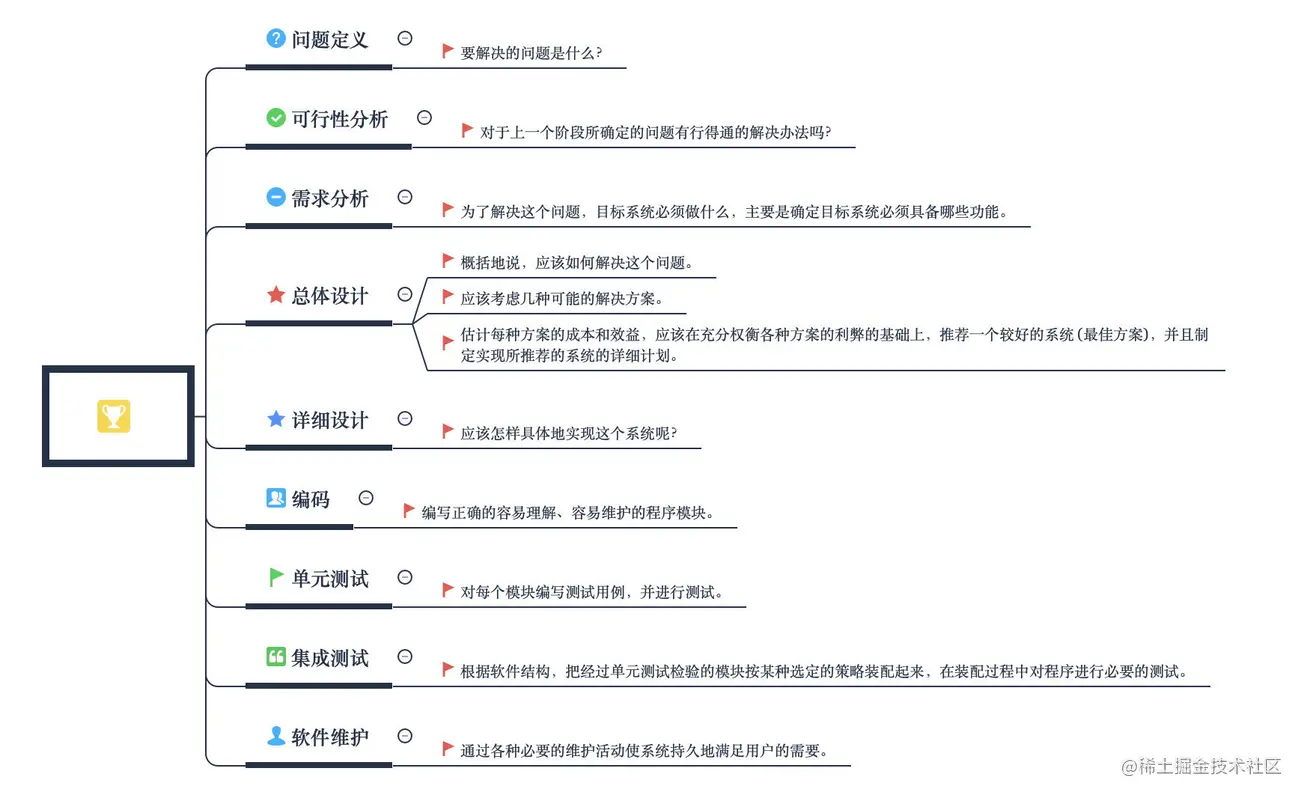 问题定义
要解决的问题是什么?
可行性分析
对于上一个阶段所确定的问题有行得通的解决办法吗?
需求分析
为了解决这个问题，目标系统必须做什么，主要是确定目标系统必须具备哪些功能。
总体设计
概括地说，应该如何解决这个问题。
应该考虑几种可能的解决方案。
估计每种方案的成本和效益，应该在充分权衡各种方案的利弊的基础上，推荐一个较好的系统(最佳方案)，并且制
定实现所推荐的系统的详细计划。
详细设计
应该怎样具体地实现这个系统呢?
编码
编写正确的容易理解、容易维护的程序模块。
单元测试
对每个模块编写测试用例，并进行测试。
集成测试
根据软件结构，把经过单元测试检验的模块按某种选定的策略装配起来，在装配过程中对程序进行必要的测试。
软件维护
通过各种必要的维护活动使系统持久地满足用户的需要。
@稀土掘金技术社区